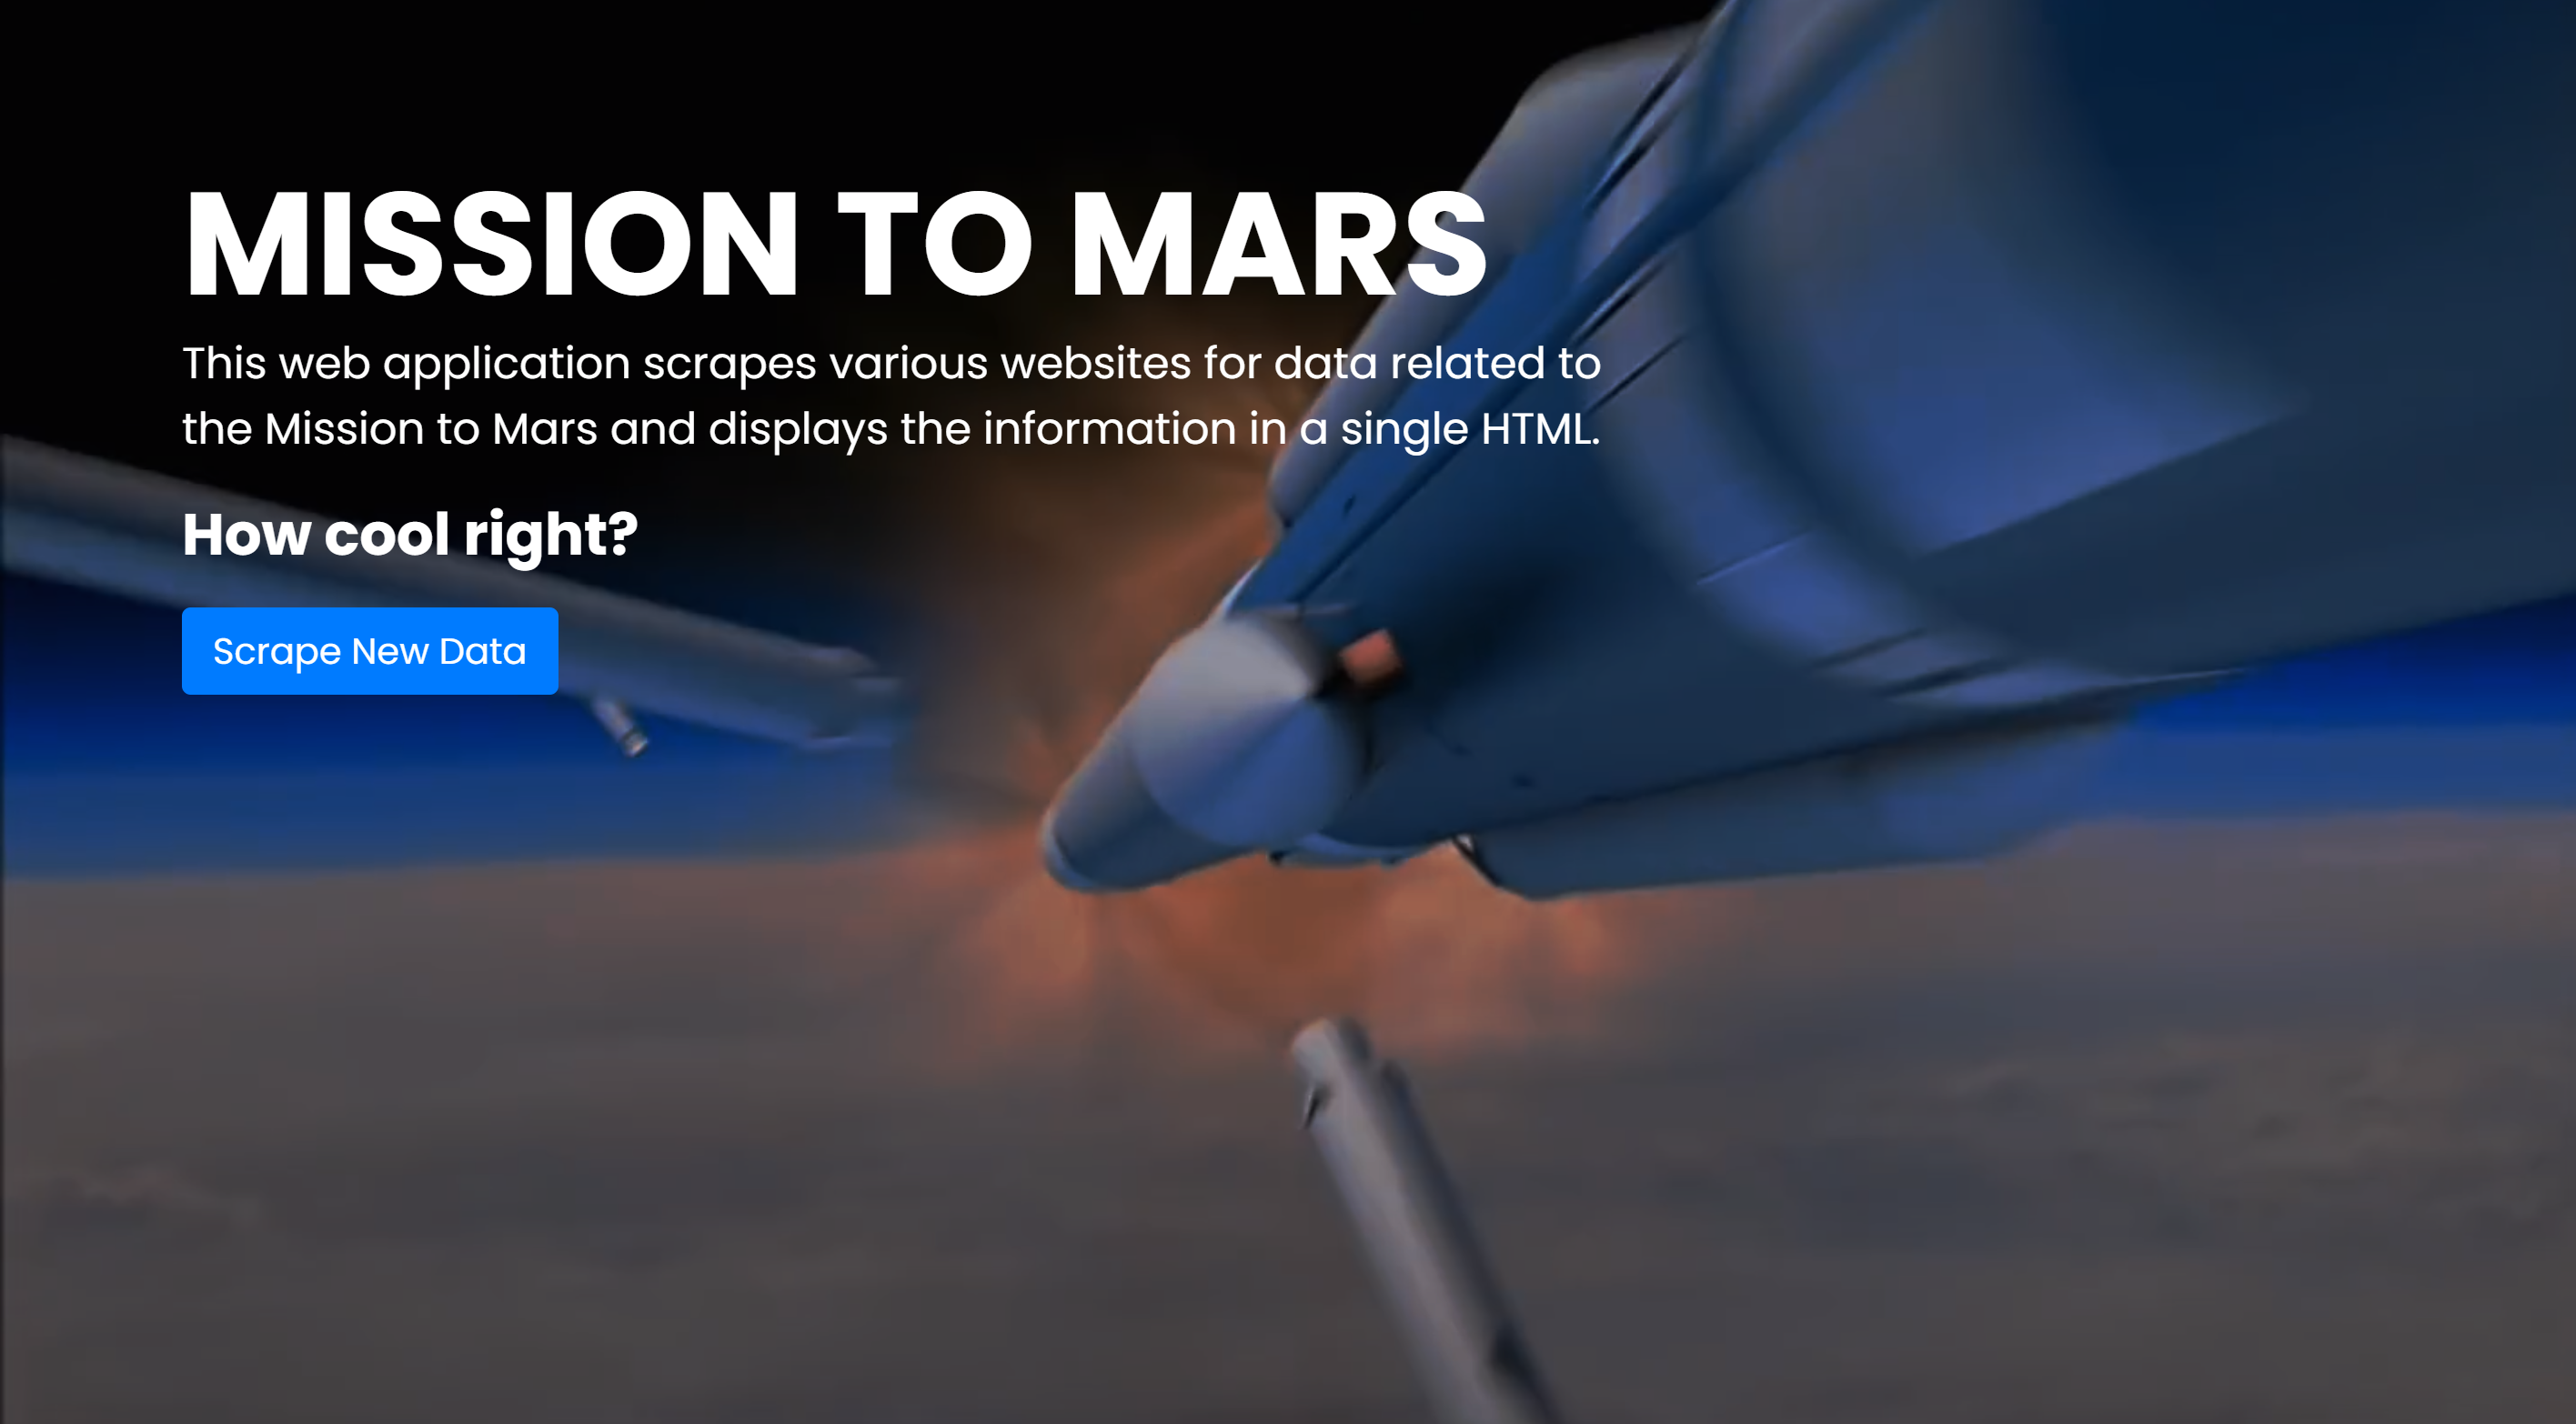 MISSION TO MARS
This web application scrapes various websites for data related to
the Mission to Mars and displays the information in a single HTML.
How cool right?
Scrape New Data